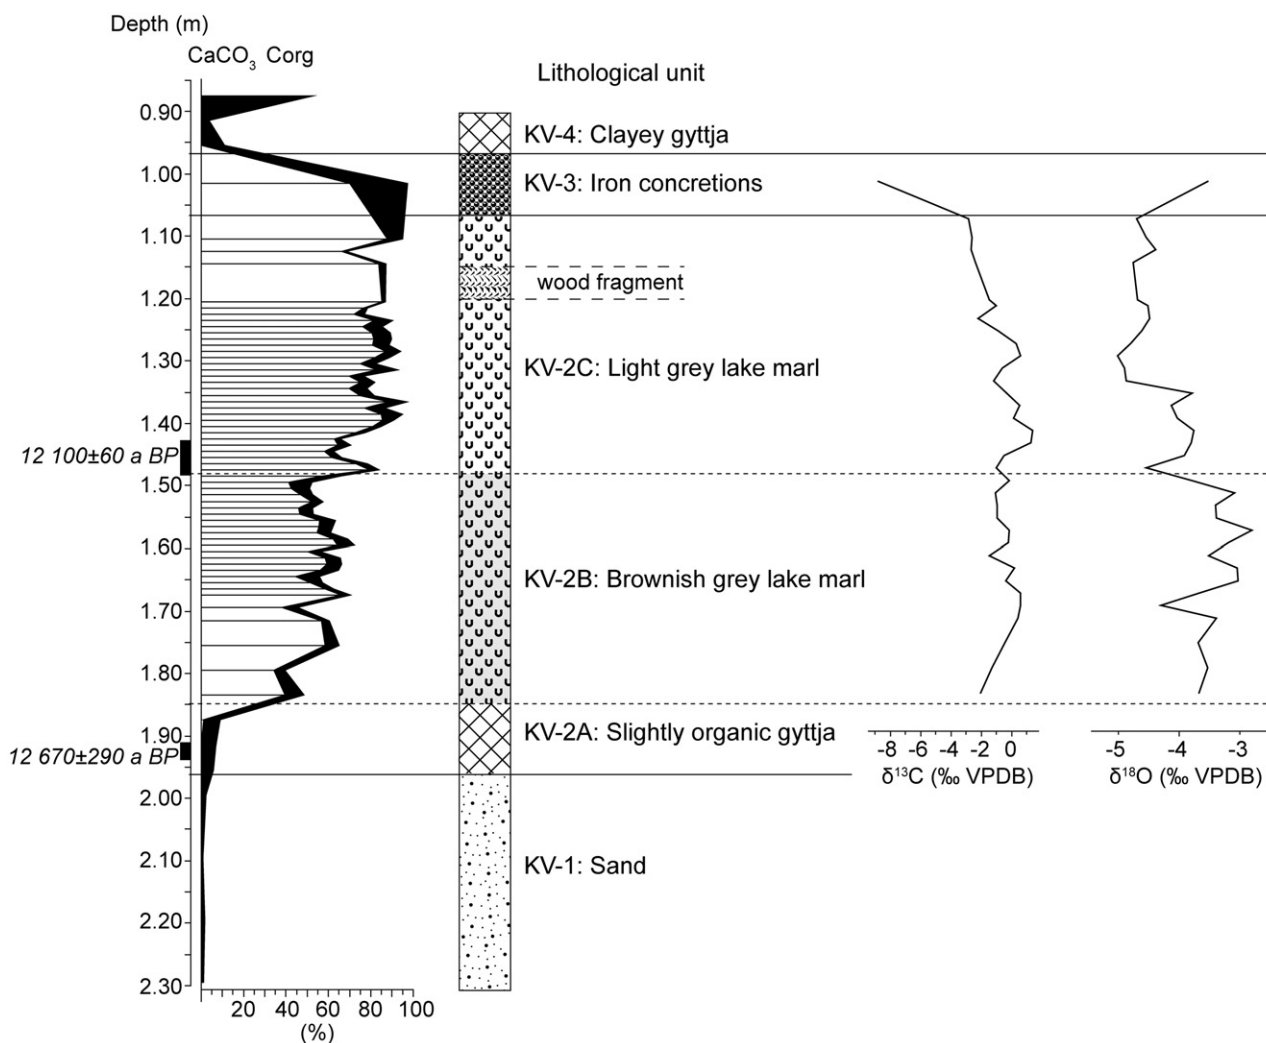 Depth (m)
CaCO₃ Corg
Lithological unit
0.90
KV-4: Clayey gyttja
1.00
KV-3: Iron concretions
1.10
wood fragment
1.20
1.30
KV-2C: Light grey lake marl
1.40
12 100±60 a BP
1.50
1.60
KV-2B: Brownish grey lake marl
1.70
1.80
KV-2A: Slightly organic gyttja
1.90
12 670±290 a BP
-8 -6 -4 -2 0
-5 -4 -3
δ¹³C (‰ VPDB)
δ¹⁸O (‰ VPDB)
2.00
2.10
KV-1: Sand
2.20
2.30
20 40 60 80 100
(%)